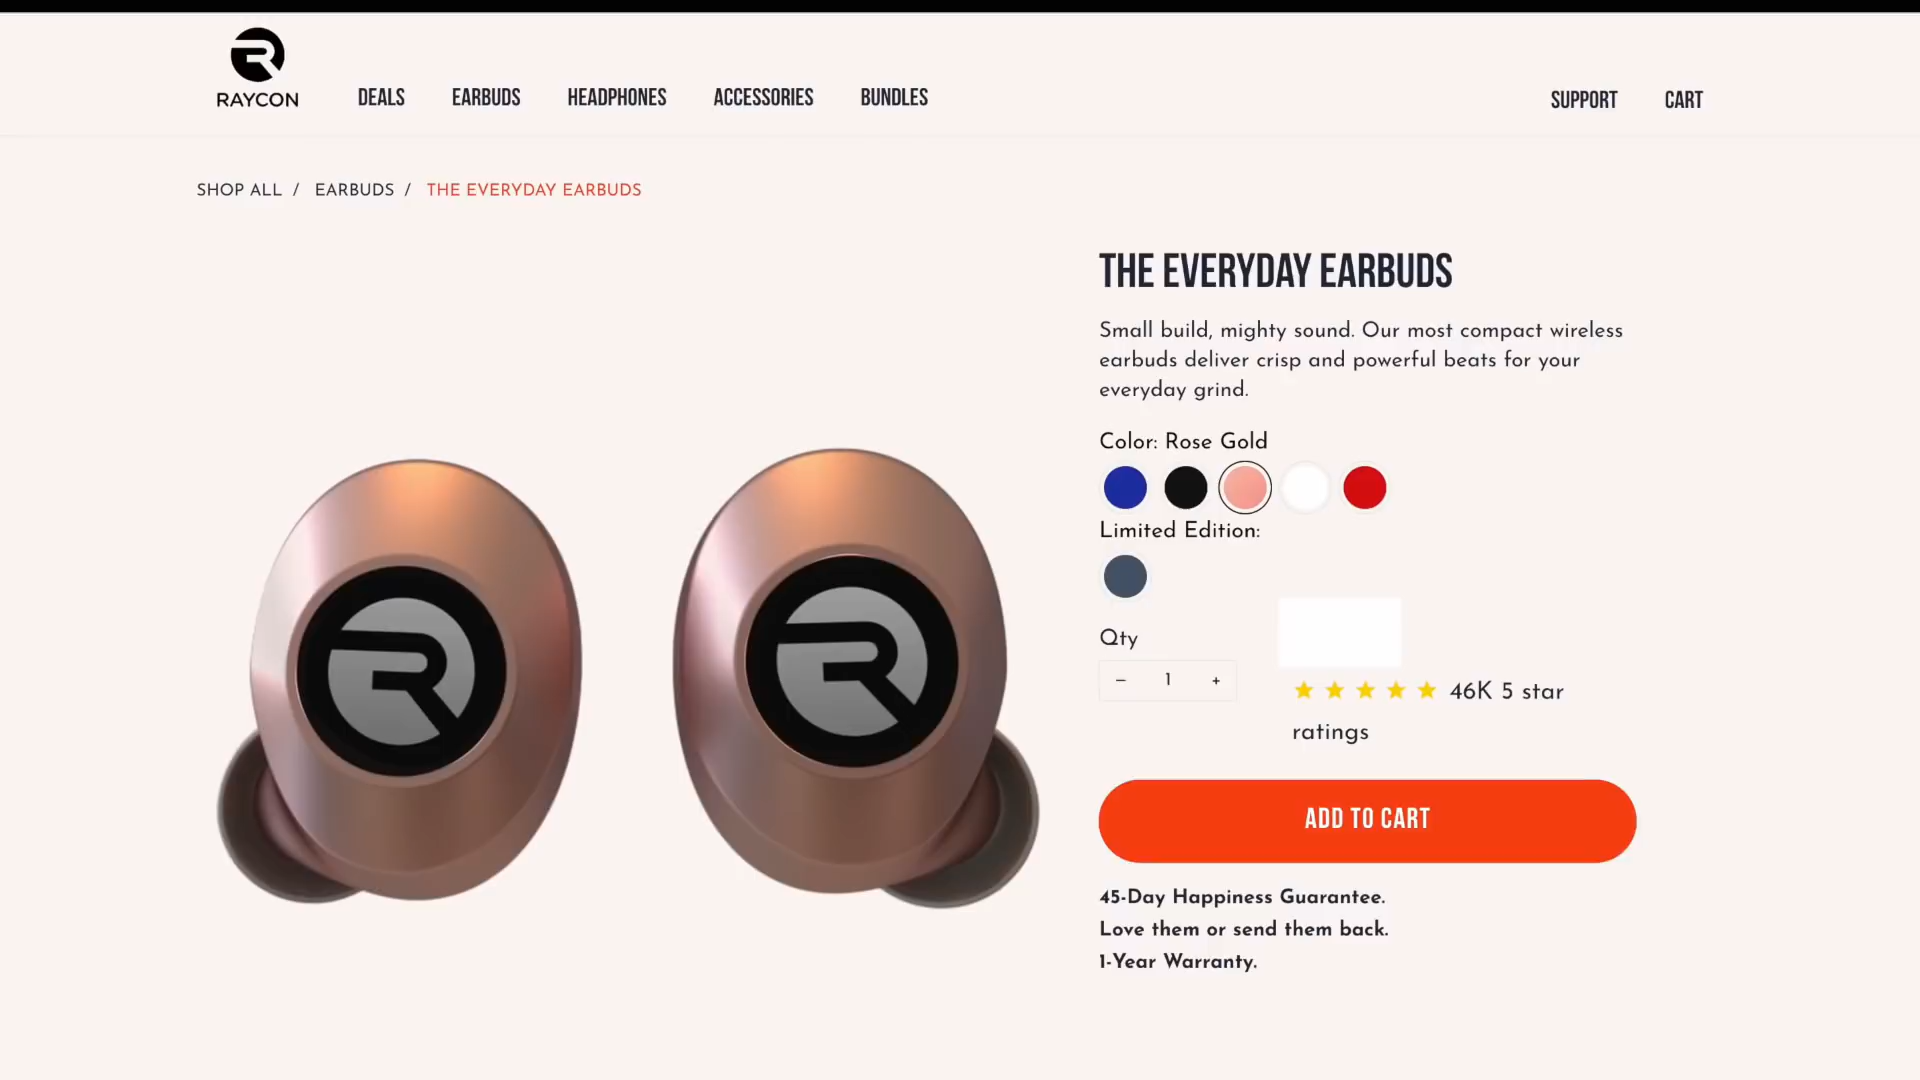 RAYCON
DEALS
EARBUDS
HEADPHONES
ACCESSORIES
BUNDLES
SUPPORT
CART
SHOP ALL / EARBUDS / THE EVERYDAY EARBUDS
THE EVERYDAY EARBUDS
Small build, mighty sound. Our most compact wireless
earbuds deliver crisp and powerful beats for your
everyday grind.
Color: Rose Gold
Limited Edition:
Qty
– 1 +
46K 5 star
ratings
ADD TO CART
45-Day Happiness Guarantee.
Love them or send them back.
1-Year Warranty.